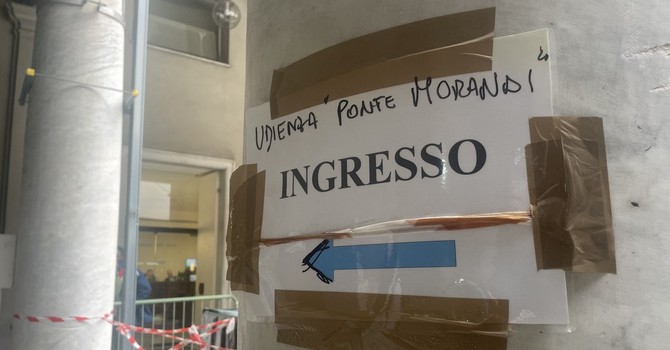 UDIENZA "PONTE MORANDI"
INGRESSO